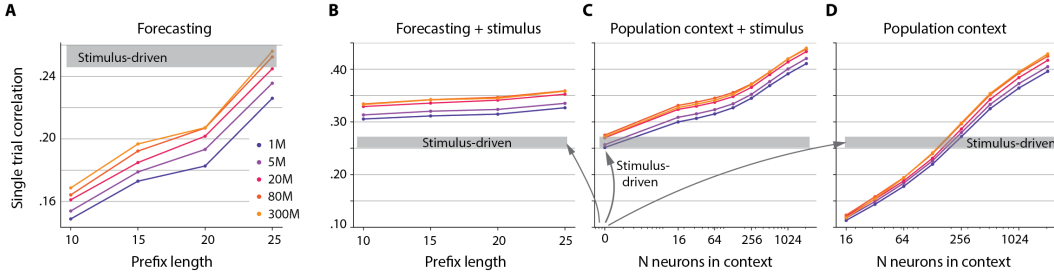 A
Forecasting
Single trial correlation
.24
.20
.16
Stimulus-driven
1M
5M
20M
80M
300M
10 15 20 25
Prefix length
B
Forecasting + stimulus
.40
.30
.20
.10
Stimulus-driven
10 15 20 25
Prefix length
C
Population context + stimulus
Stimulus-
driven
0 16 64 256 1024
N neurons in context
D
Population context
Stimulus-driven
16 64 256 1024
N neurons in context